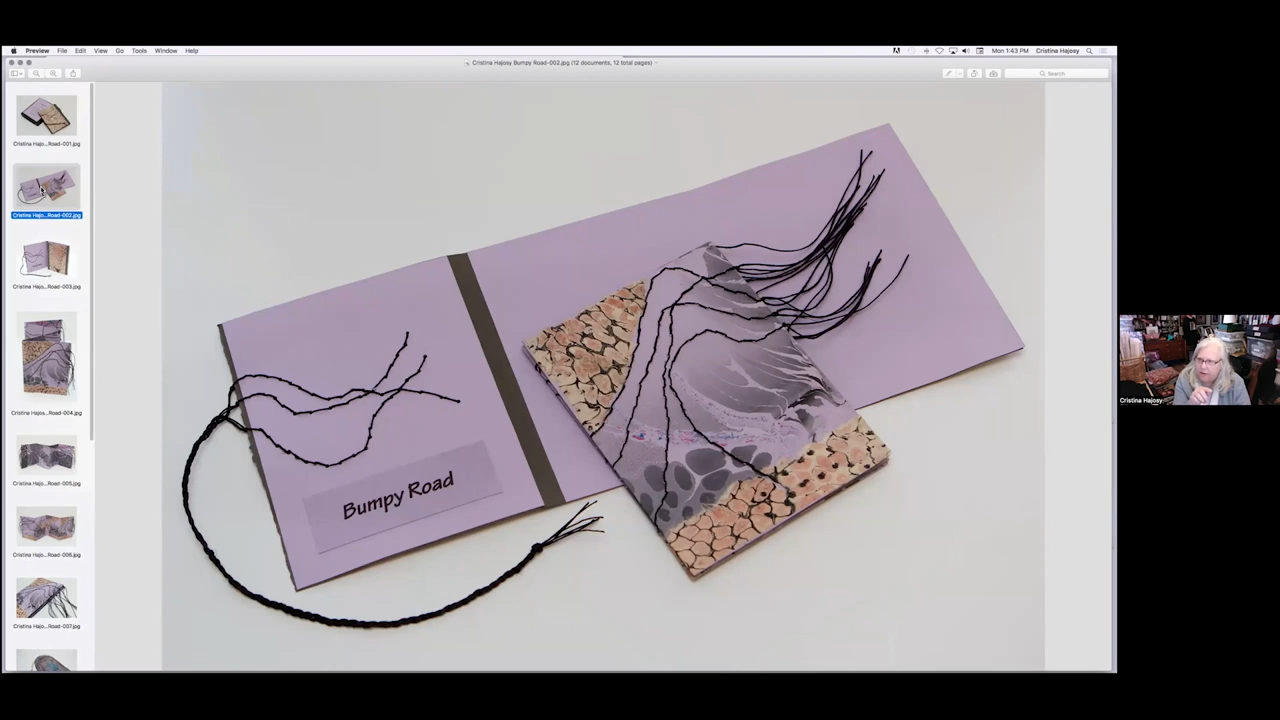 Preview File Edit View Go Tools Window Help
Mon 1:43 PM Cristina Hajosy
Cristina Hajosy Bumpy Road-002.jpg (12 documents, 12 total pages)
Search
Cristina Hajo...Road-001.jpg
Cristina Hajo...Road-002.jpg
Cristina Hajo...Road-003.jpg
Cristina Hajos...Road-004.jpg
Cristina Hajo...Road-005.jpg
Cristina Hajo...Road-006.jpg
Cristina Hajo...Road-007.jpg
Bumpy Road
Cristina Hajosy